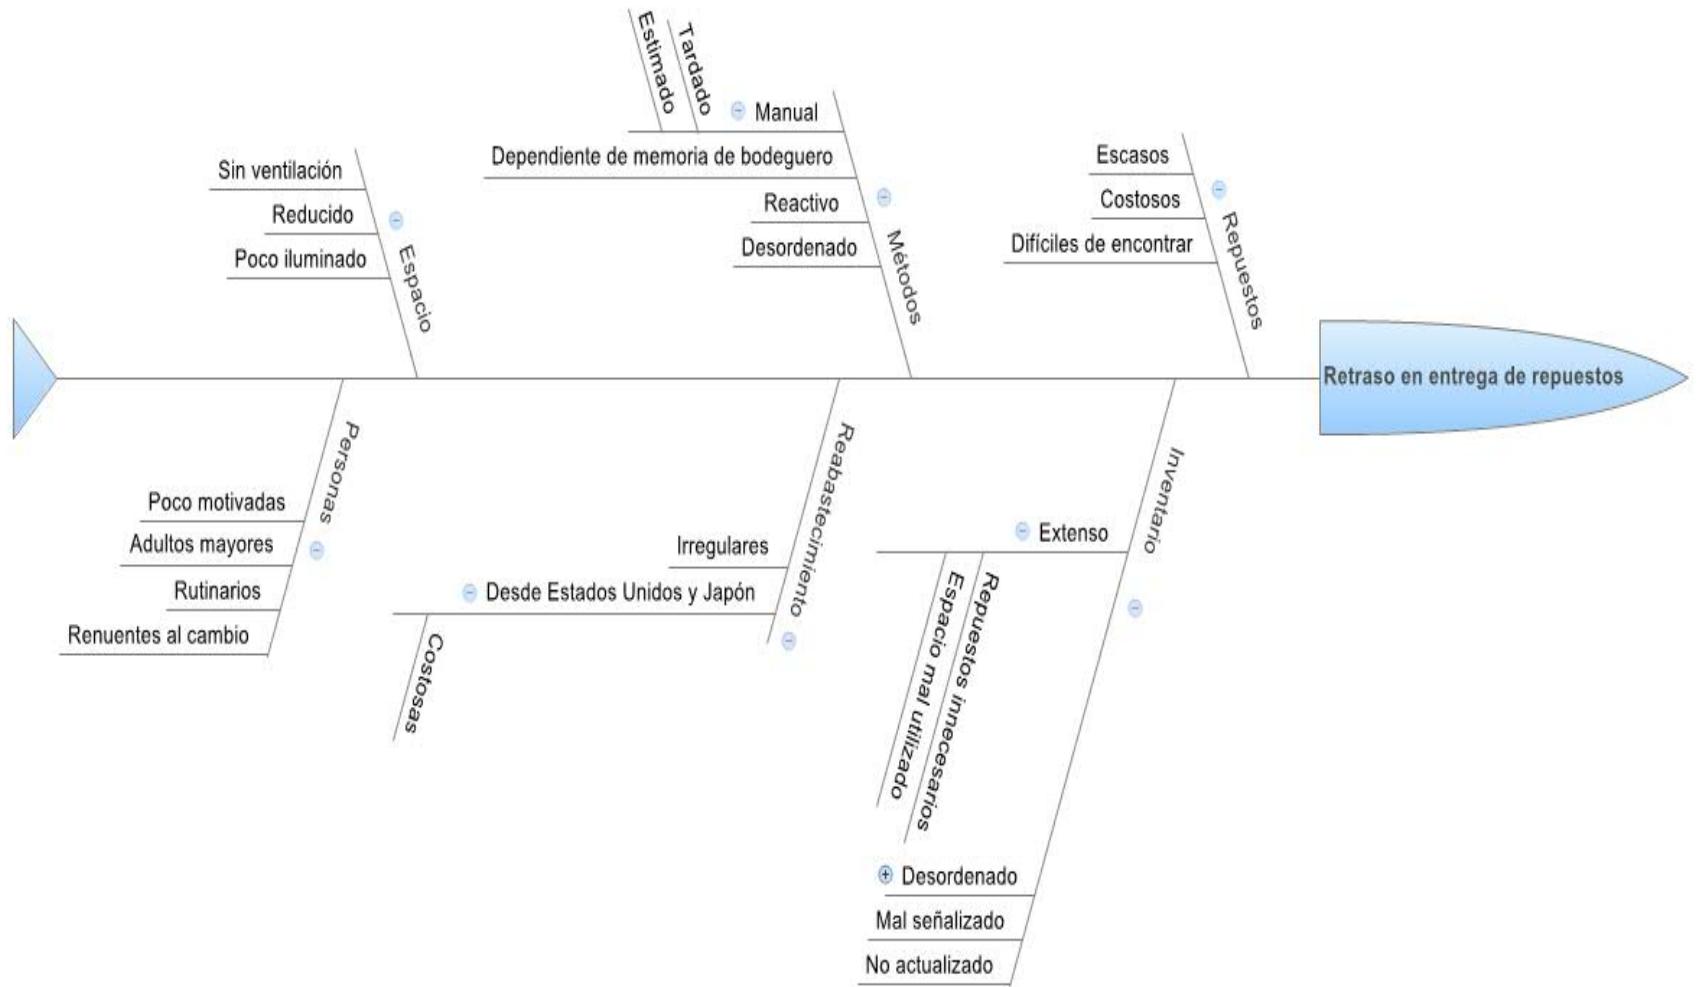 Estimado
Tardado
Manual
Dependiente de memoria de bodeguero
Reactivo
Desordenado
Métodos
Sin ventilación
Reducido
Poco iluminado
Espacio
Escasos
Costosos
Difíciles de encontrar
Repuestos
Retraso en entrega de repuestos
Personas
Poco motivadas
Adultos mayores
Rutinarios
Renuentes al cambio
Reabastecimiento
Irregulares
Desde Estados Unidos y Japón
Costosas
Inventario
Extenso
Espacio mal utilizado
Repuestos innecesarios
Desordenado
Mal señalizado
No actualizado